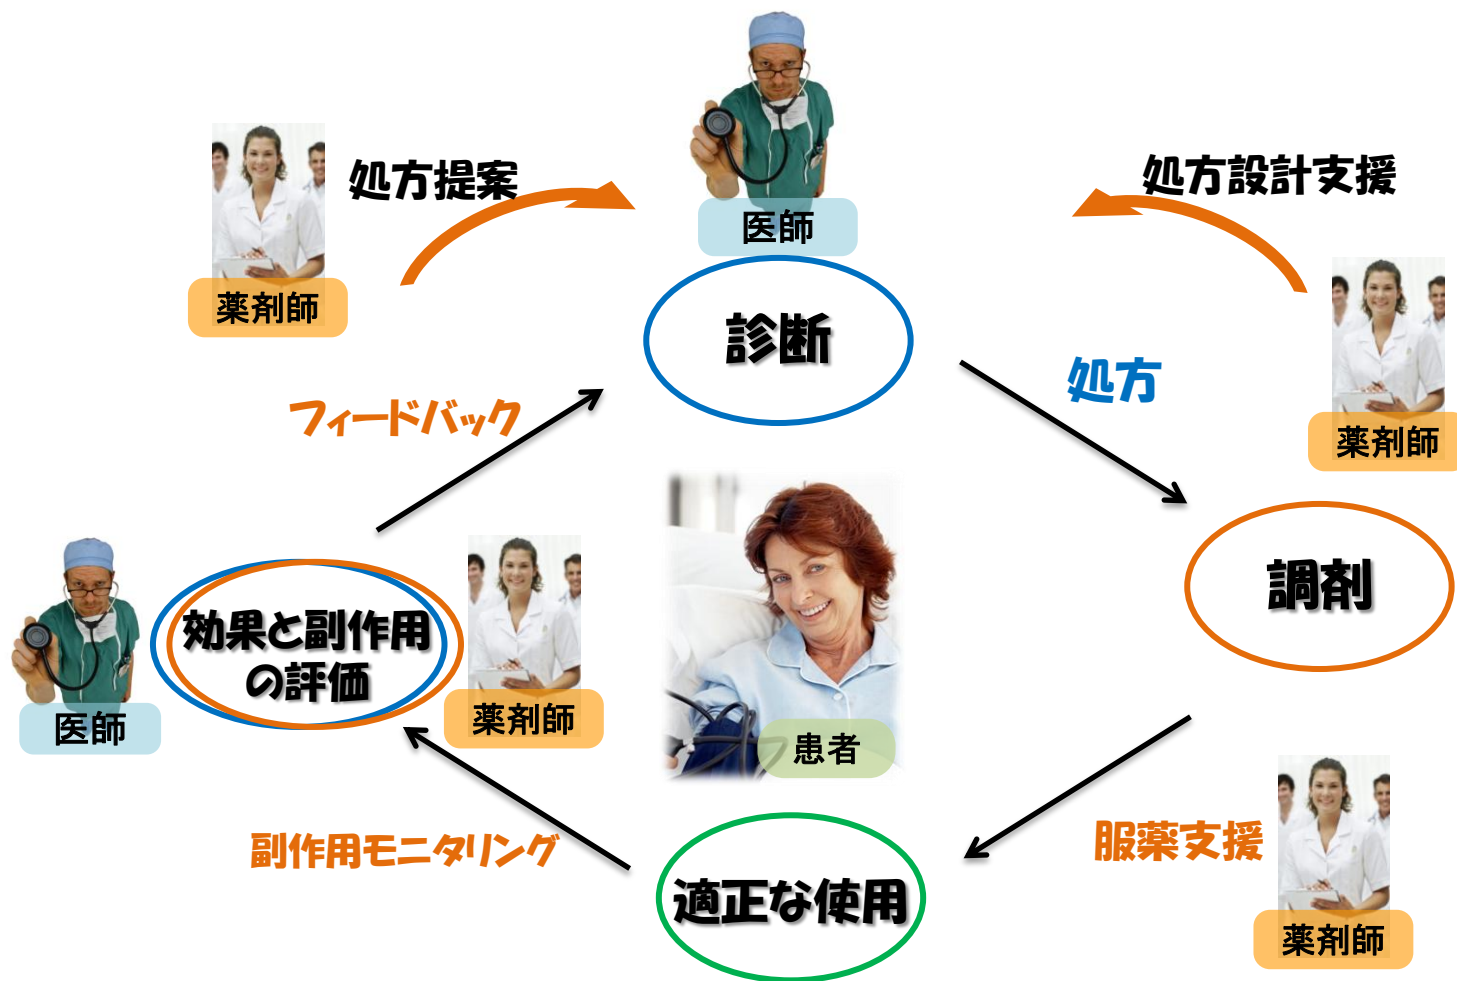 処方提案
処方設計支援
医師
薬剤師
診断
処方
薬剤師
フィードバック
調剤
効果と副作用
の評価
医師
薬剤師
患者
副作用モニタリング
服薬支援
適正な使用
薬剤師